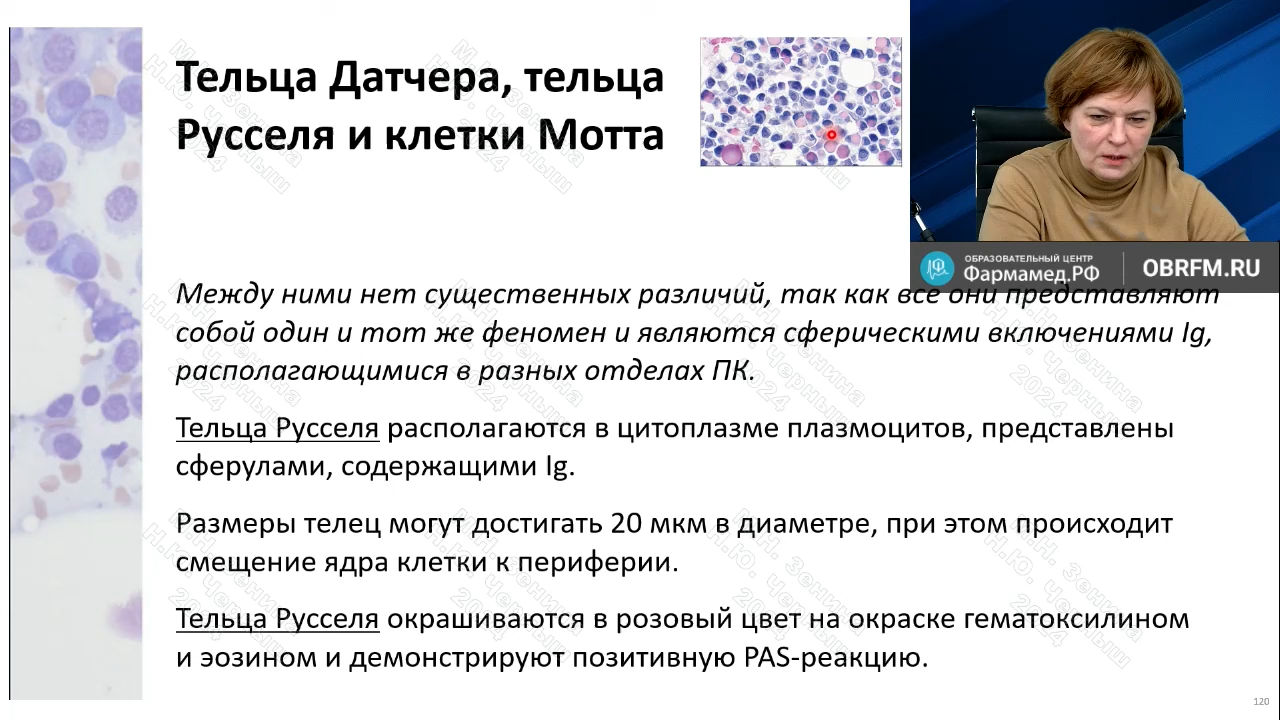 Тельца Датчера, тельца
Русселя и клетки Мотта
ОБРАЗОВАТЕЛЬНЫЙ ЦЕНТР
Фармамед.РФ
OBRFM.RU
Между ними нет существенных различий, так как все они представляют
собой один и тот же феномен и являются сферическими включениями Ig,
располагающимися в разных отделах ПК.
Тельца Русселя располагаются в цитоплазме плазмоцитов, представлены
сферулами, содержащими Ig.
Размеры телец могут достигать 20 мкм в диаметре, при этом происходит
смещение ядра клетки к периферии.
Тельца Русселя окрашиваются в розовый цвет на окраске гематоксилином
и эозином и демонстрируют позитивную PAS-реакцию.
120